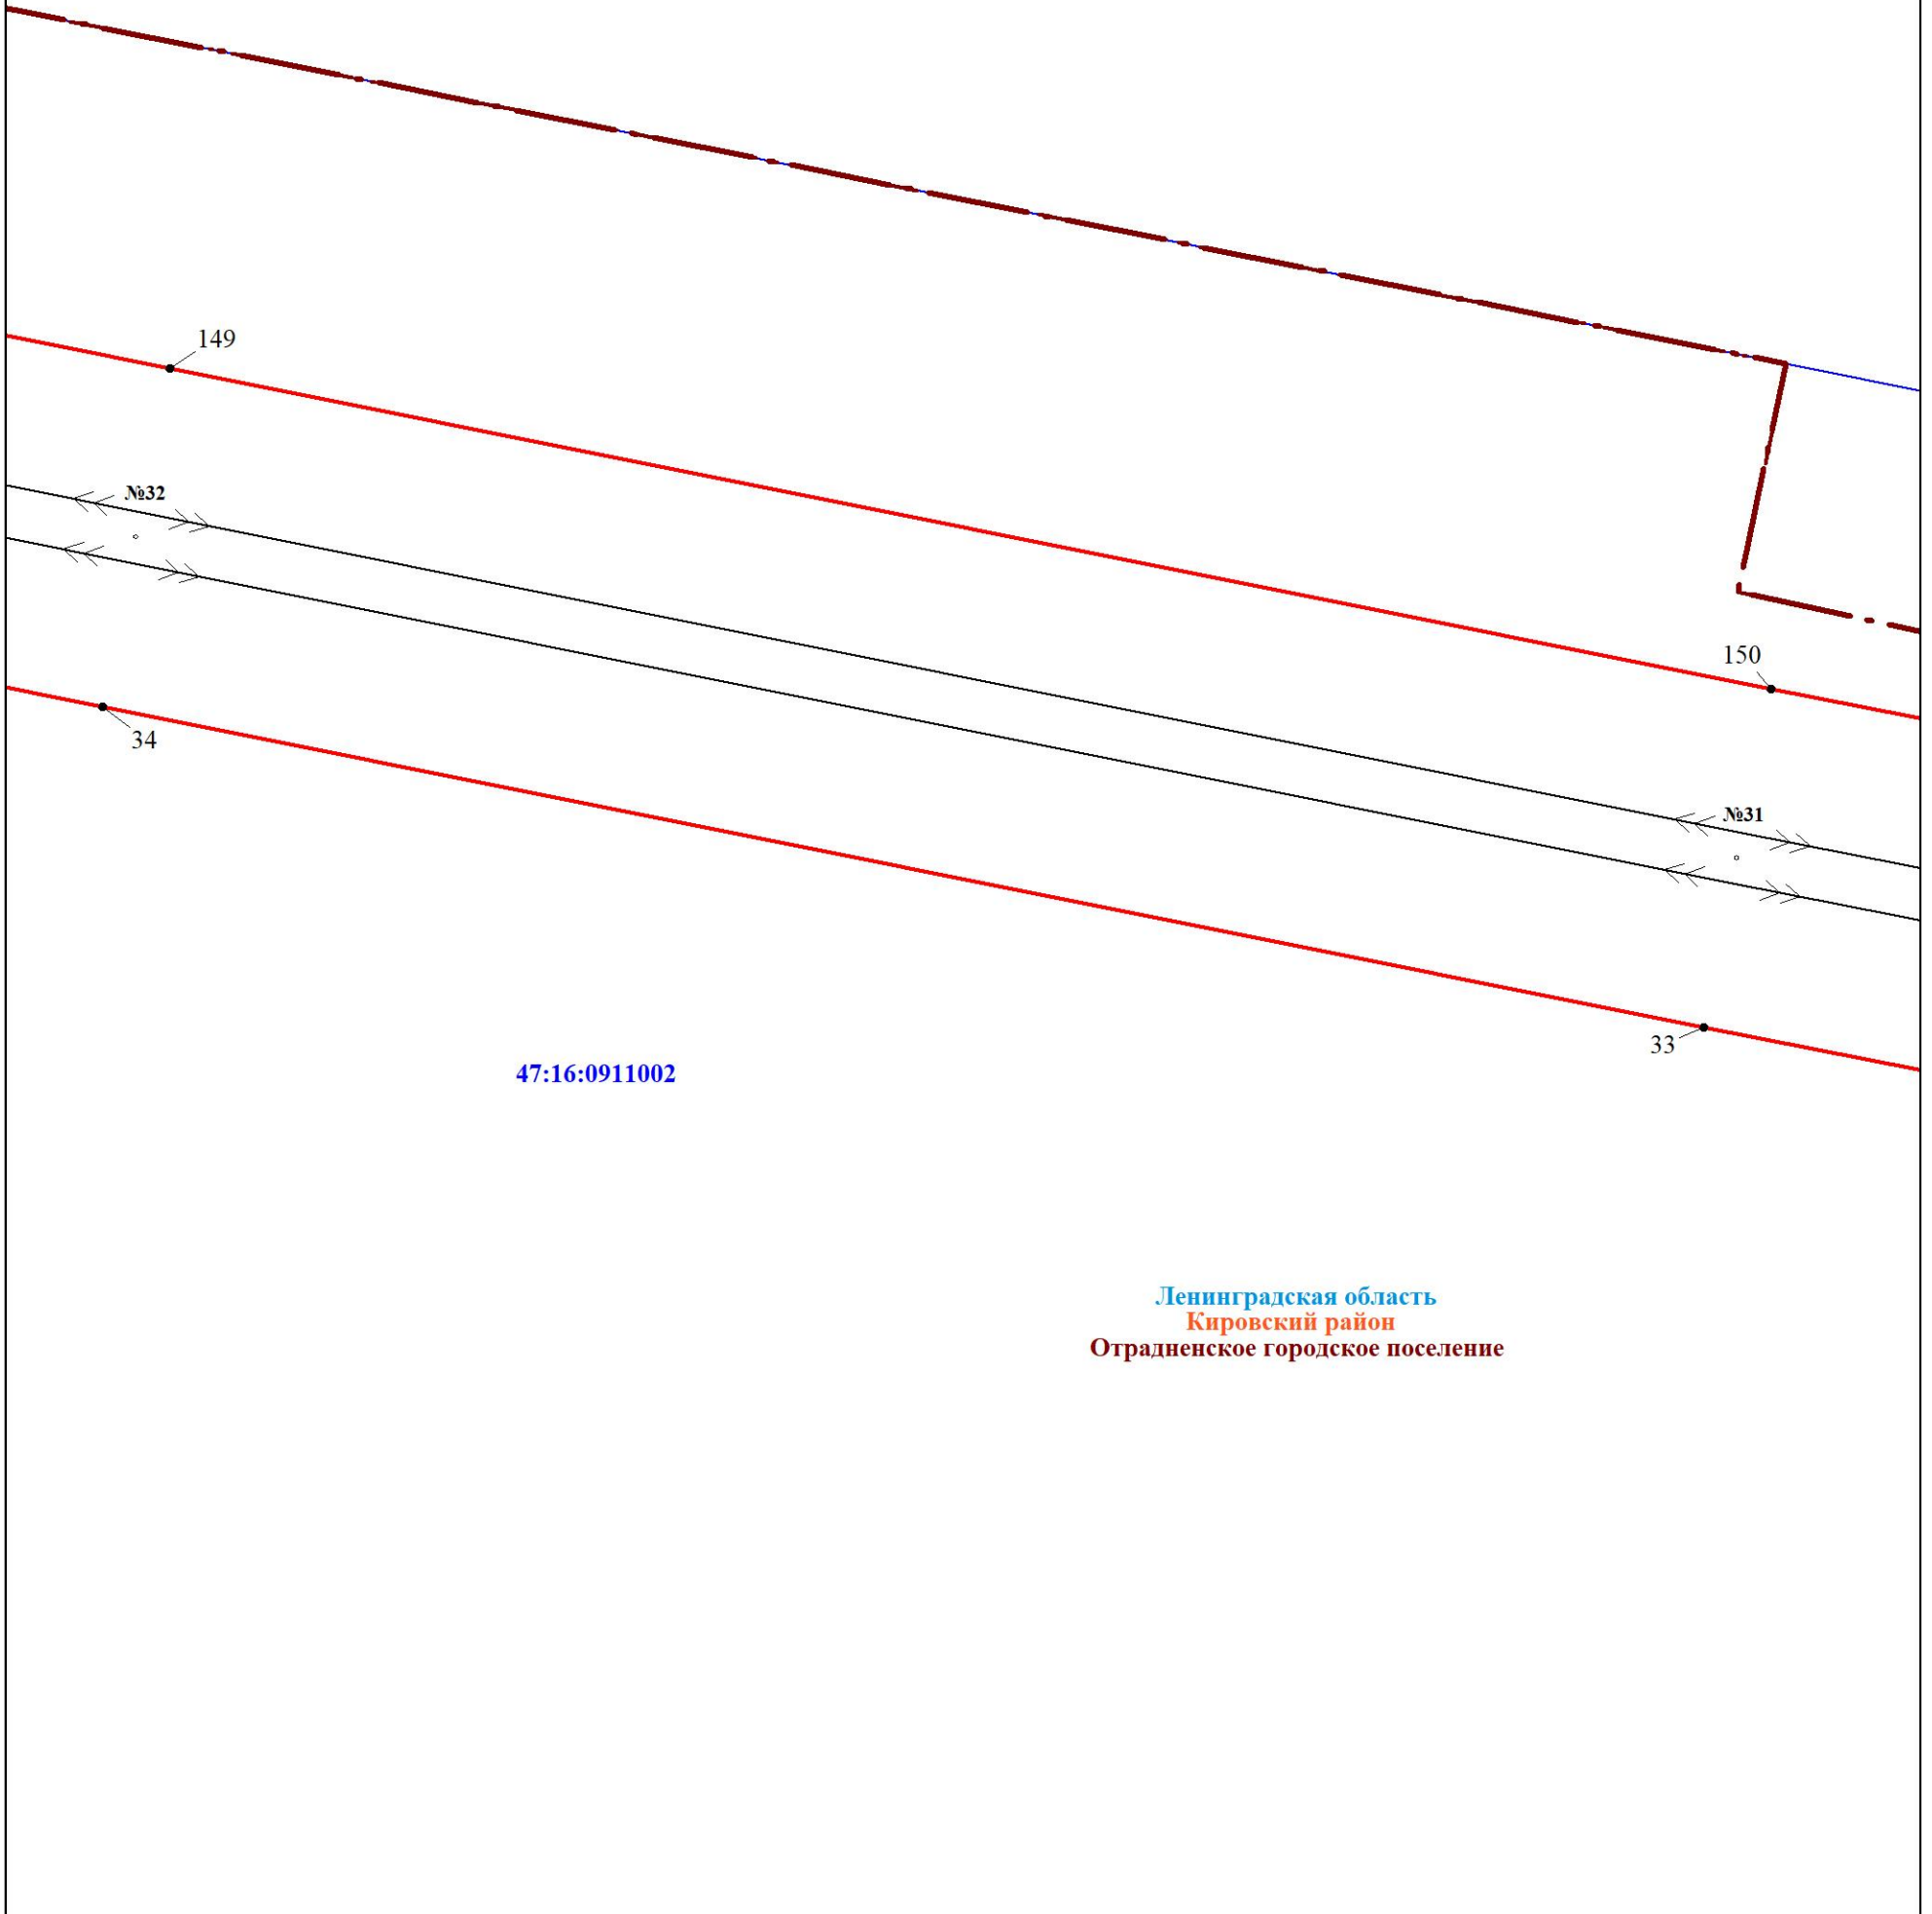 149
№32
150
34
№31
33
47:16:0911002
Ленинградская область
Кировский район
Отрадненское городское поселение